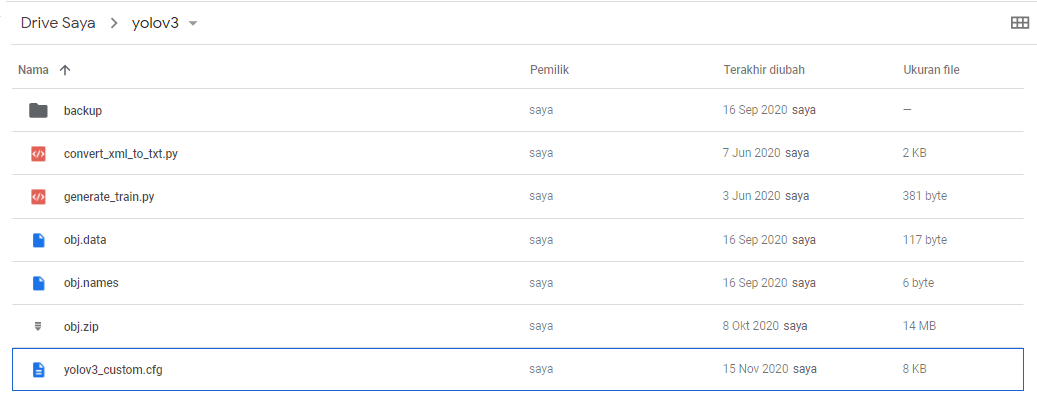 Drive Saya > yolov3
Nama Pemilik Terakhir diubah Ukuran file
backup saya 16 Sep 2020 saya —
convert_xml_to_txt.py saya 7 Jun 2020 saya 2 KB
generate_train.py saya 3 Jun 2020 saya 381 byte
obj.data saya 16 Sep 2020 saya 117 byte
obj.names saya 16 Sep 2020 saya 6 byte
obj.zip saya 8 Okt 2020 saya 14 MB
yolov3_custom.cfg saya 15 Nov 2020 saya 8 KB